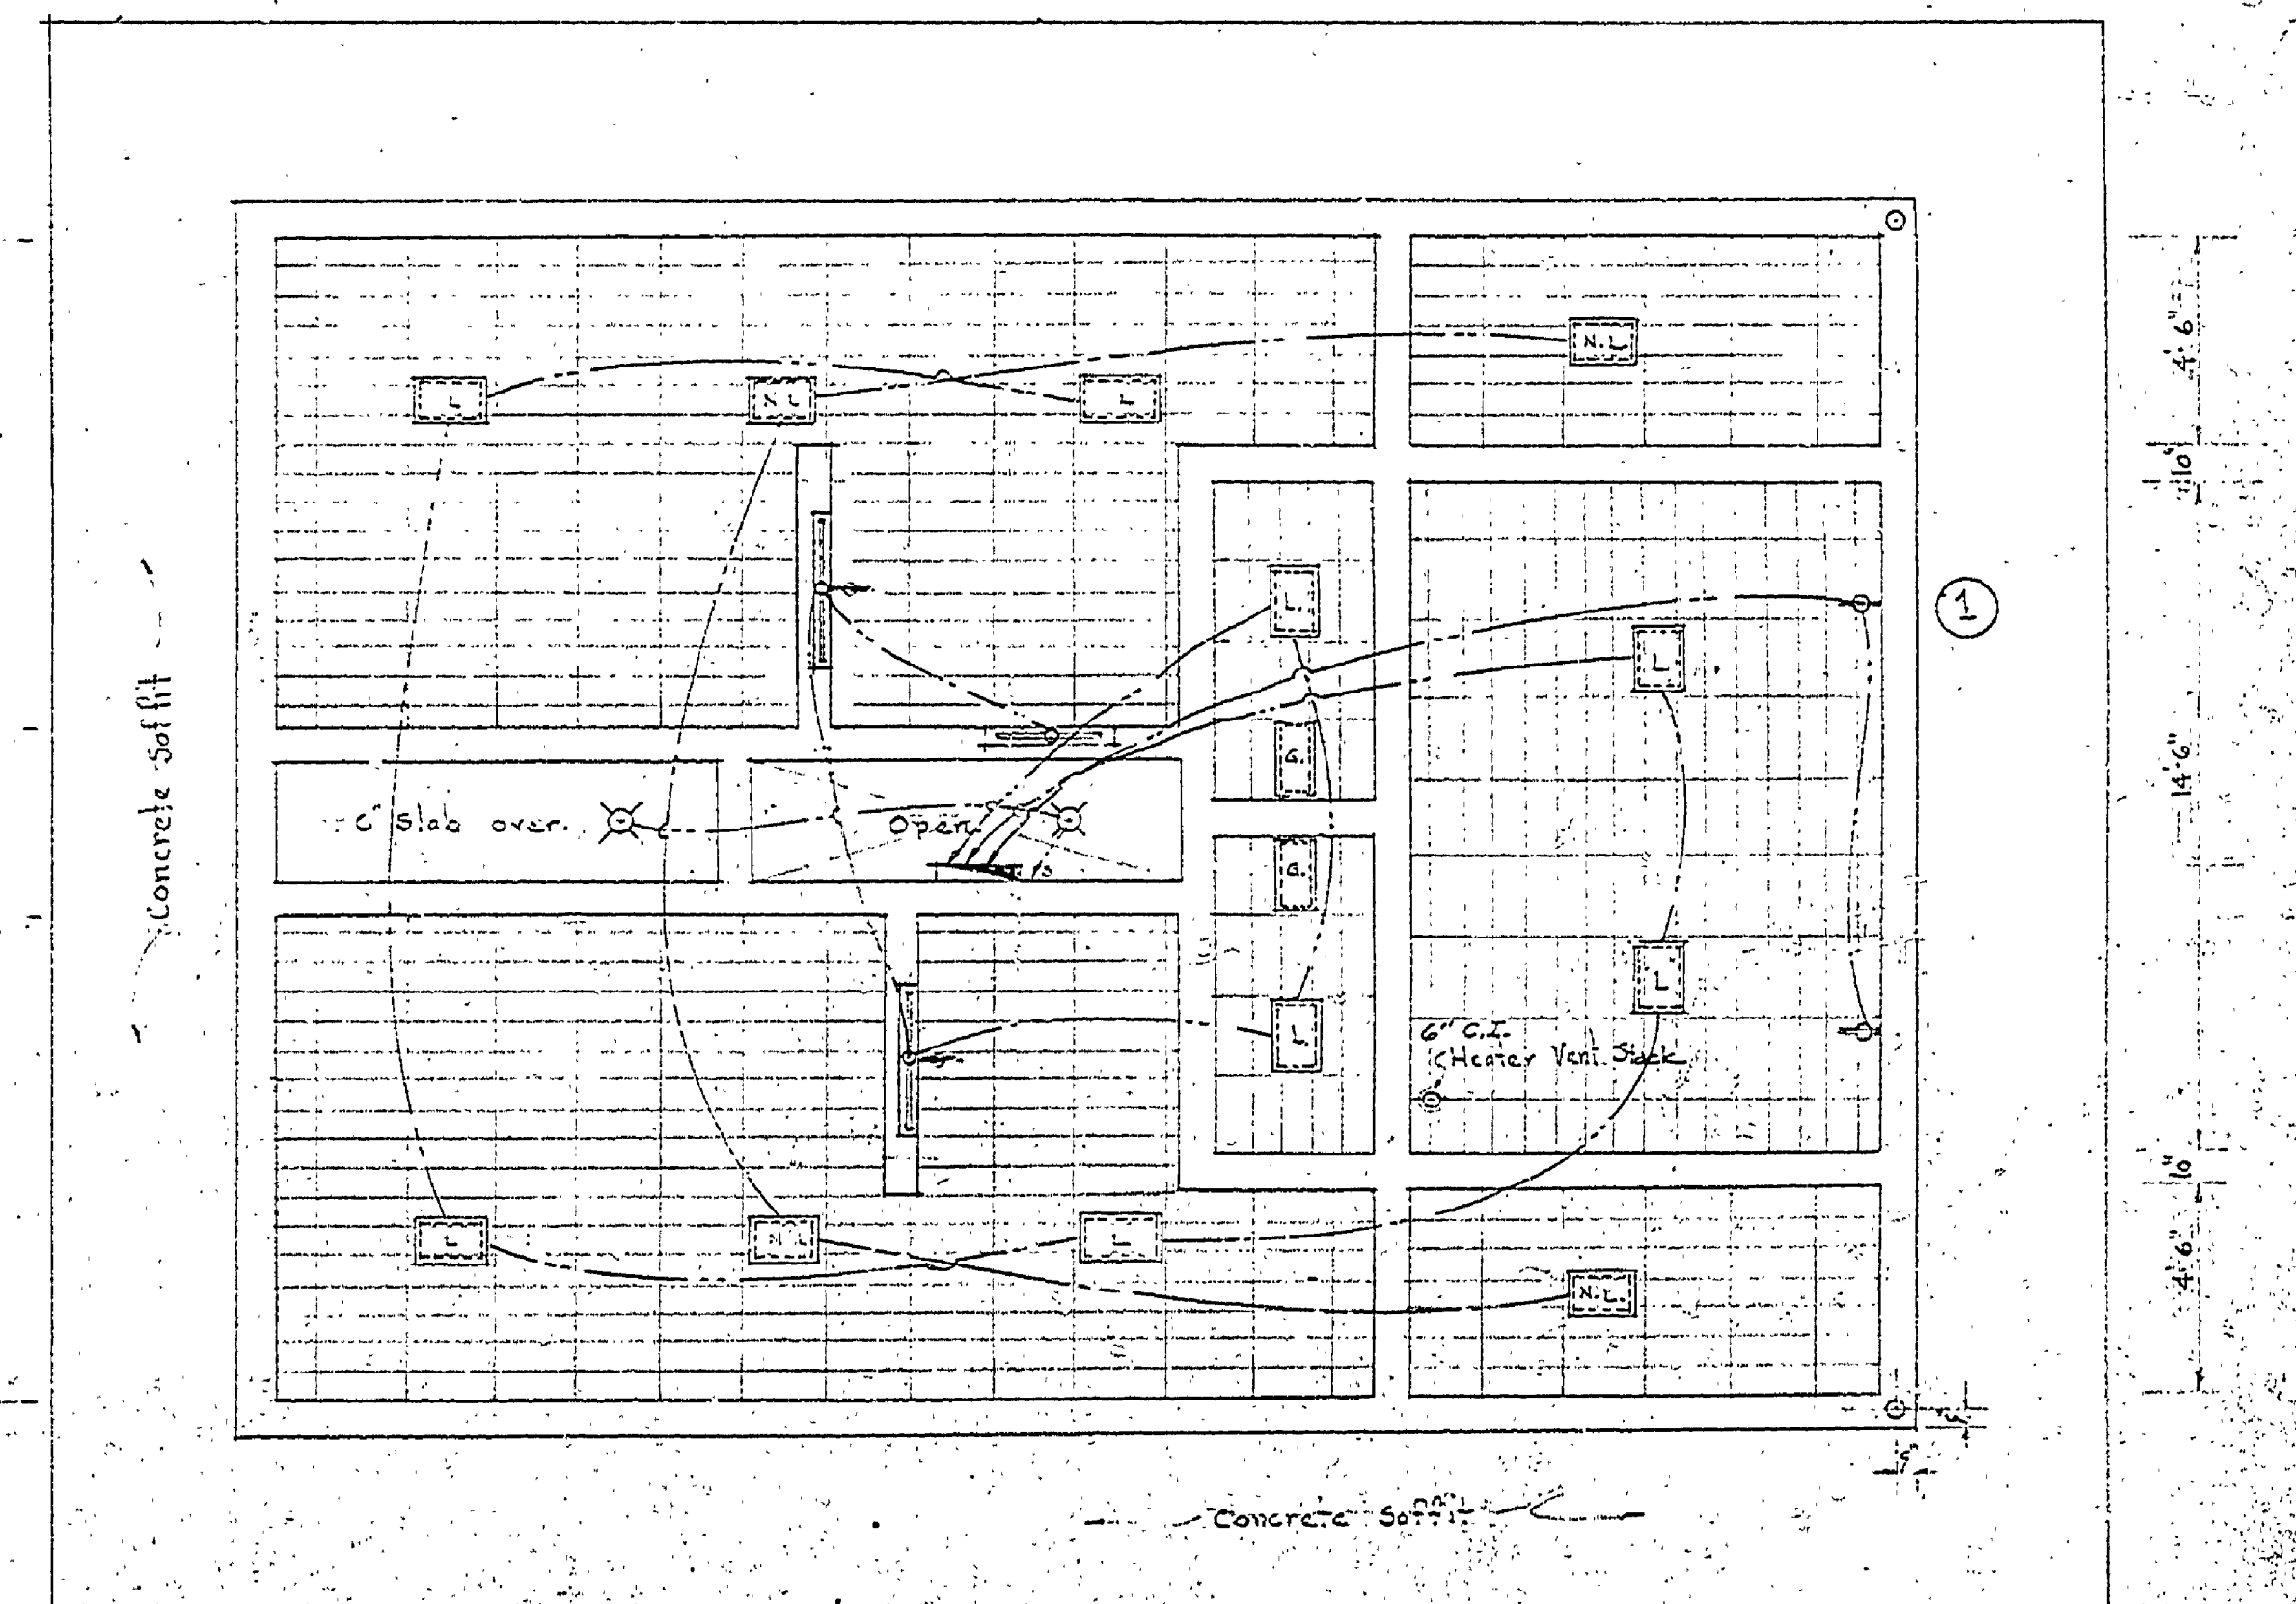 N.L.
4'6"
L
N.L
L
10"
L.
1
L.
Concrete Soffit
G.
14'6"
6" Slab over.
Open
G.
L
6" C.I.
Heater Vent Stack
L.
10"
L
N.L
L
4'6"
N.L.
Concrete Soffit